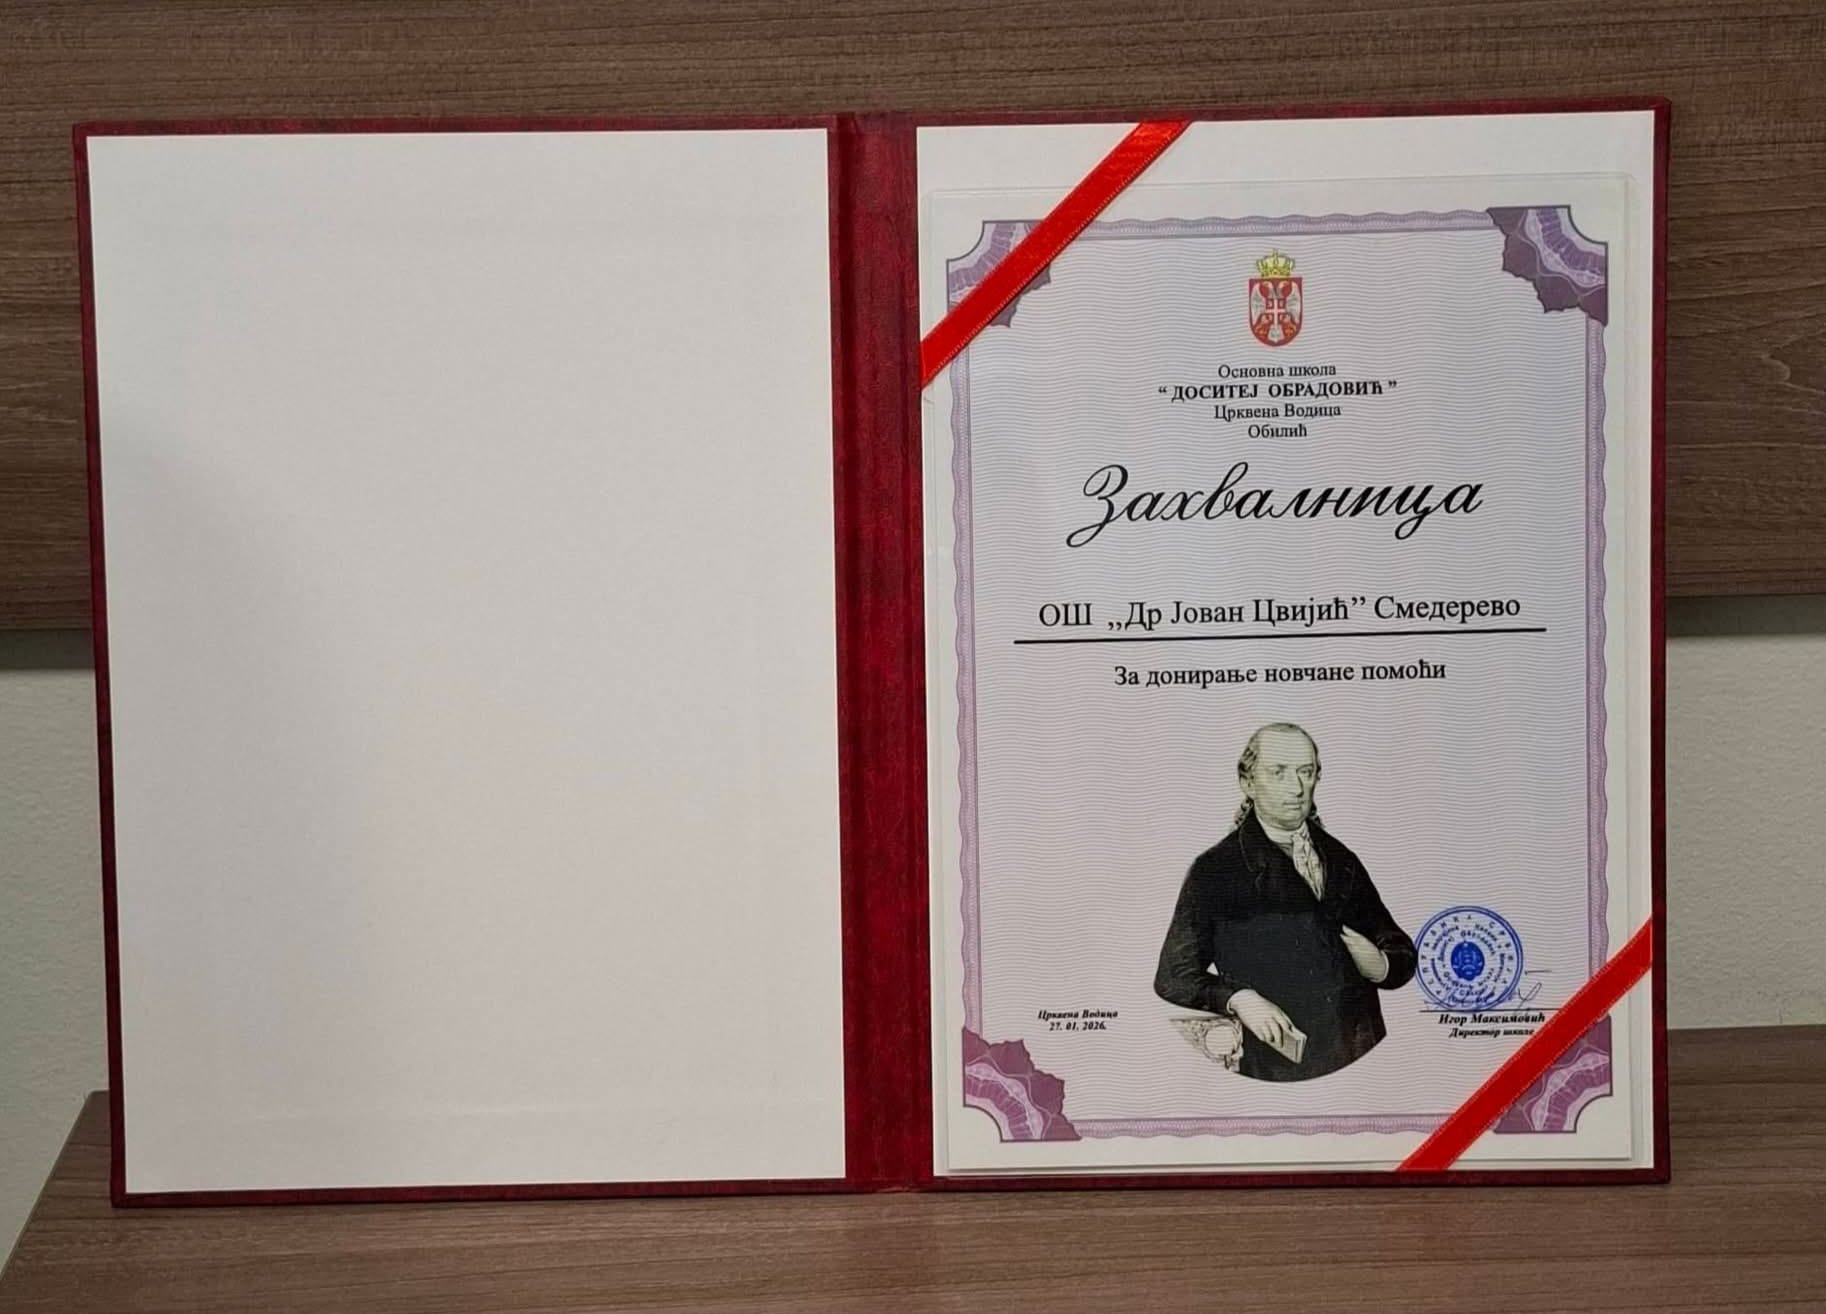 Основна школа
“ ДОСИТЕЈ ОБРАДОВИЋ ”
Црквена Водица
Обилић
Захвалница
ОШ ,,Др Јован Цвијић” Смедерево
За донирање новчане помоћи
Црквена Водица
27. 01. 2026.
Игор Максимовић
Директор школе